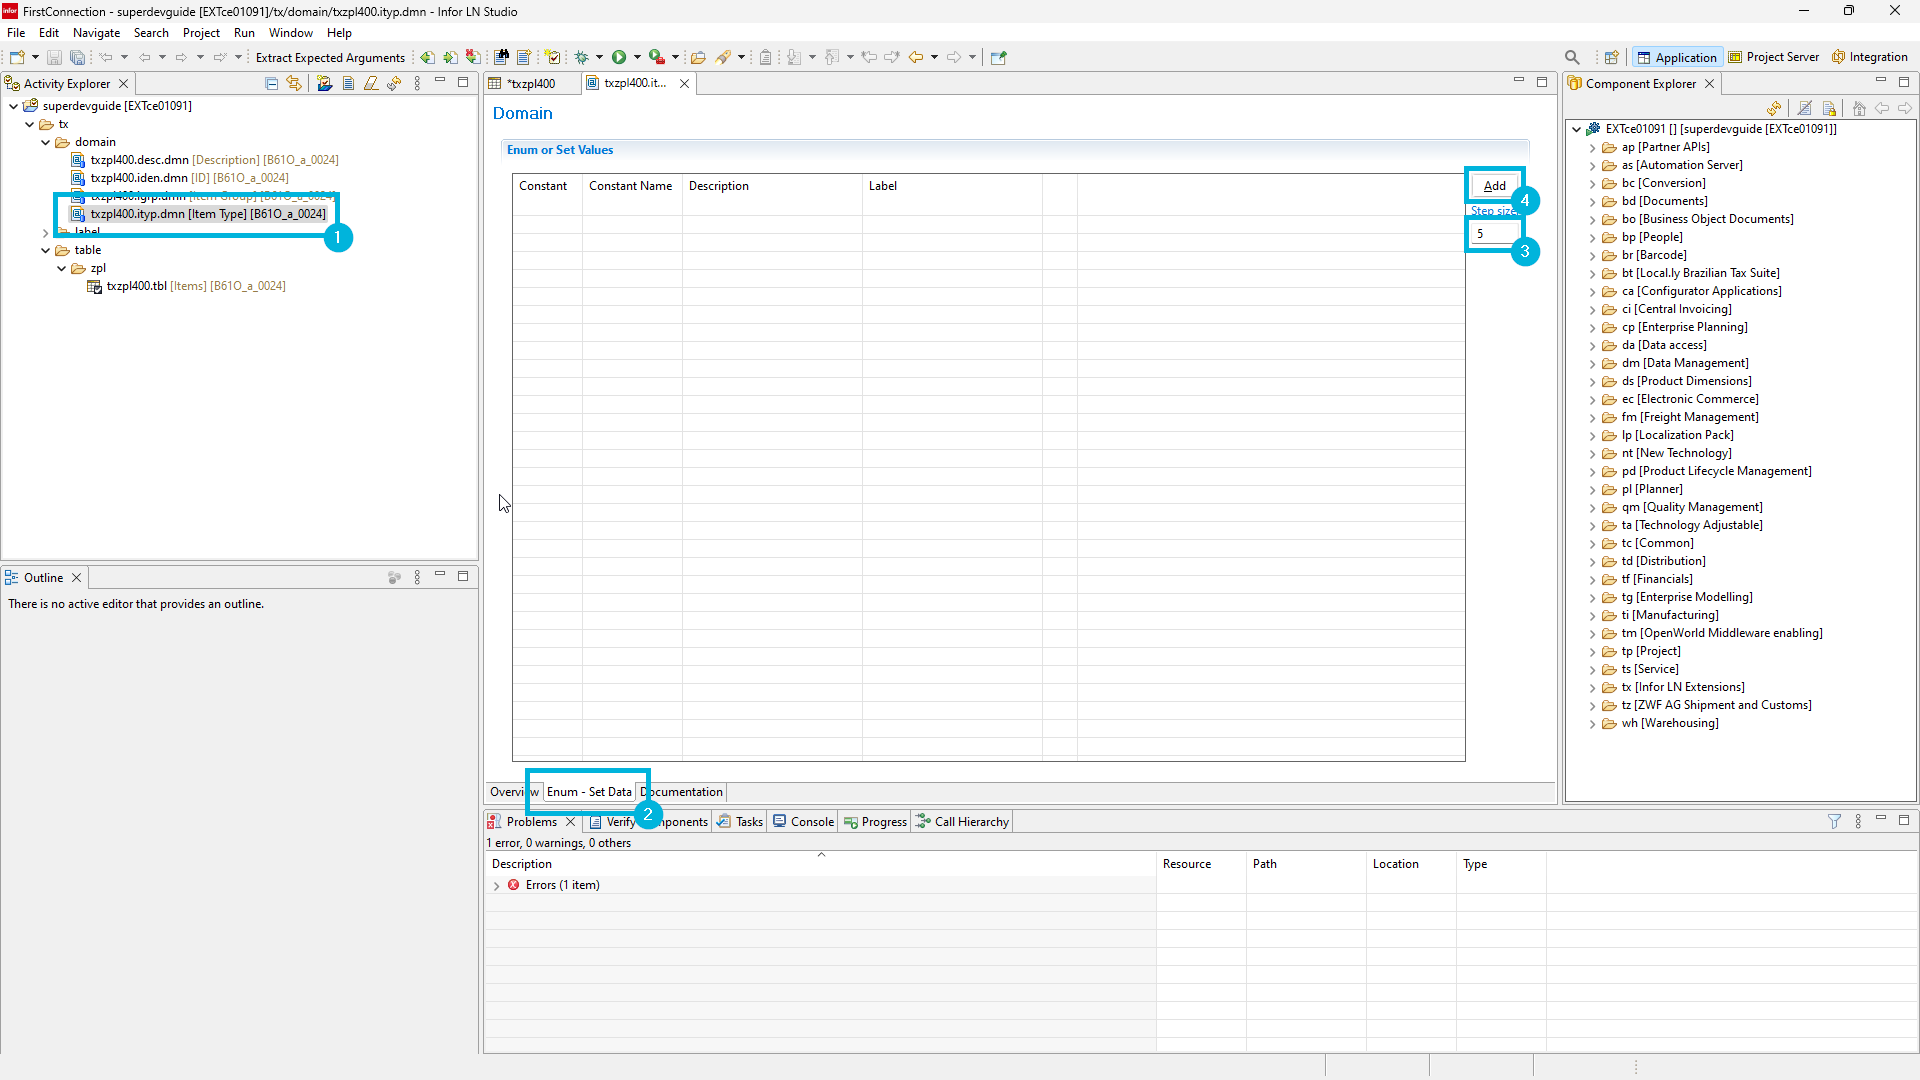 infor FirstConnection - superdevguide [EXTce01091]/tx/domain/txzpl400.ityp.dmn - Infor LN Studio
File Edit Navigate Search Project Run Window Help
Extract Expected Arguments
Application Project Server Integration
Activity Explorer
superdevguide [EXTce01091]
tx
domain
txzpl400.desc.dmn [Description] [B61O_a_0024]
txzpl400.iden.dmn [ID] [B61O_a_0024]
txzpl400.igrp.dmn [Item Group] [B61O_a_0024]
txzpl400.ityp.dmn [Item Type] [B61O_a_0024]
1
label
table
zpl
txzpl400.tbl [Items] [B61O_a_0024]
Outline
There is no active editor that provides an outline.
*txzpl400
txzpl400.it...
Domain
Enum or Set Values
Constant Constant Name Description Label
Add
4
Step size
5
3
Overview Enum - Set Data Documentation
2
Problems Verify Tasks Console Progress Call Hierarchy
1 error, 0 warnings, 0 others
Description Resource Path Location Type
Errors (1 item)
Component Explorer
EXTce01091 [] [superdevguide [EXTce01091]]
ap [Partner APIs]
as [Automation Server]
bc [Conversion]
bd [Documents]
bo [Business Object Documents]
bp [People]
br [Barcode]
bt [Local.ly Brazilian Tax Suite]
ca [Configurator Applications]
ci [Central Invoicing]
cp [Enterprise Planning]
da [Data access]
dm [Data Management]
ds [Product Dimensions]
ec [Electronic Commerce]
fm [Freight Management]
lp [Localization Pack]
nt [New Technology]
pd [Product Lifecycle Management]
pl [Planner]
qm [Quality Management]
ta [Technology Adjustable]
tc [Common]
td [Distribution]
tf [Financials]
tg [Enterprise Modelling]
ti [Manufacturing]
tm [OpenWorld Middleware enabling]
tp [Project]
ts [Service]
tx [Infor LN Extensions]
tz [ZWF AG Shipment and Customs]
wh [Warehousing]